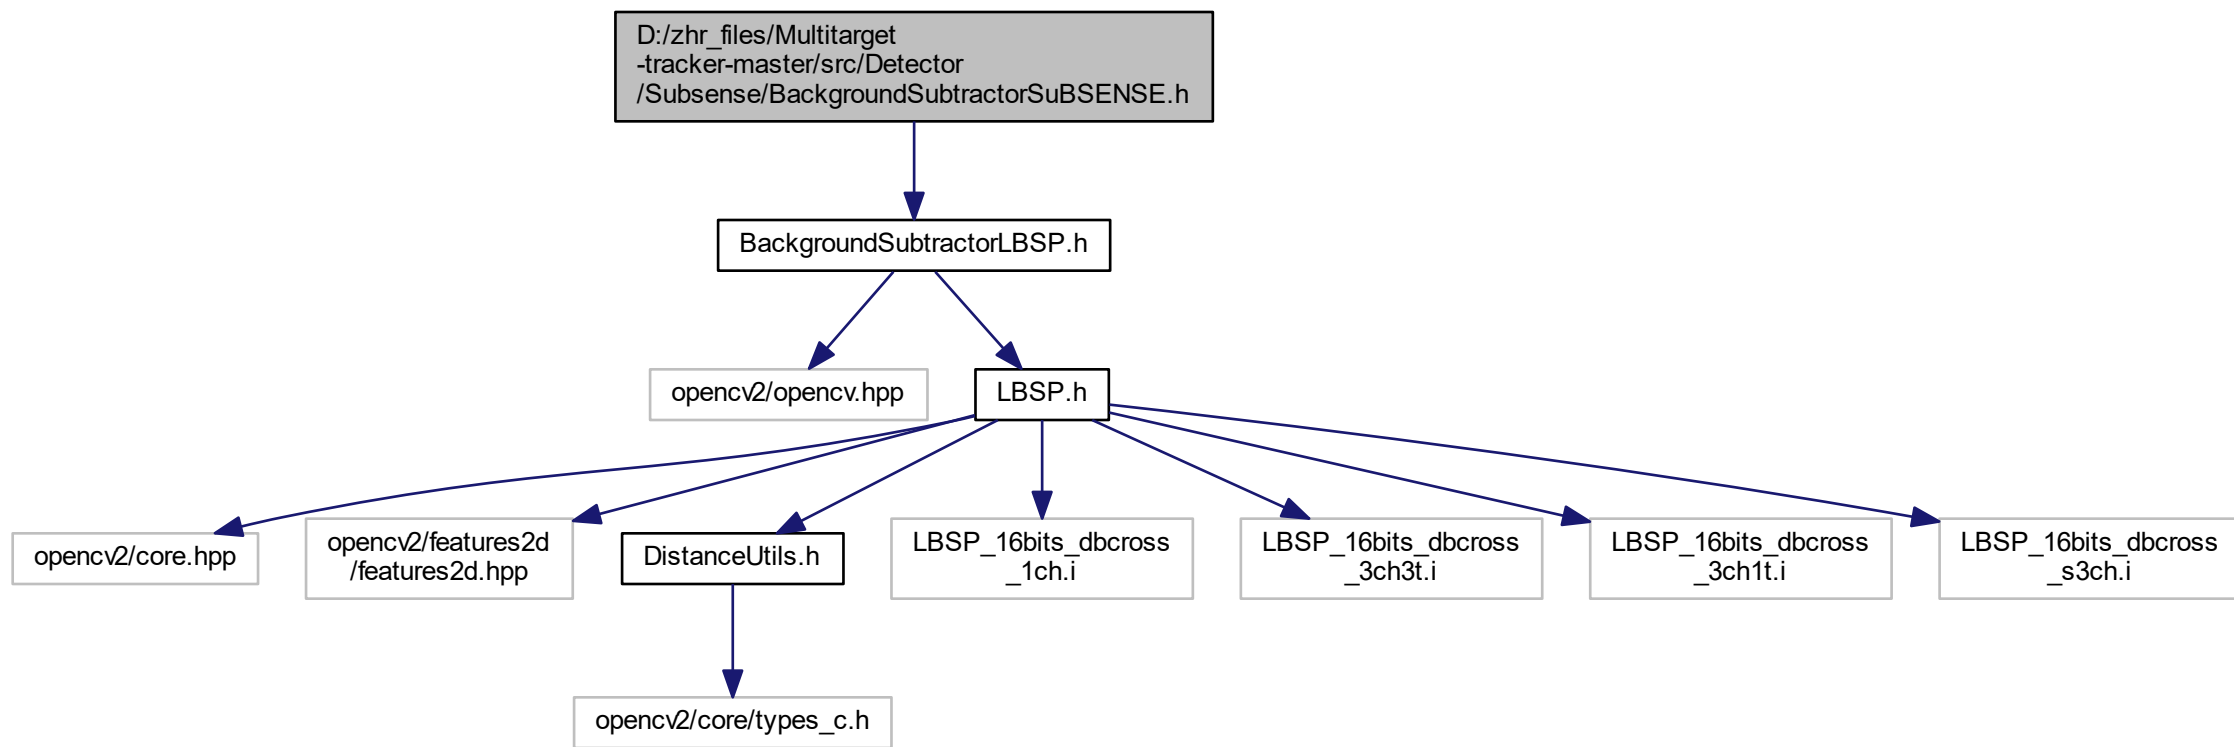 D:/zhr_files/Multitarget
-tracker-master/src/Detector
/Subsense/BackgroundSubtractorSuBSENSE.h
BackgroundSubtractorLBSP.h
opencv2/opencv.hpp
LBSP.h
opencv2/core.hpp
opencv2/features2d
/features2d.hpp
DistanceUtils.h
LBSP_16bits_dbcross
_1ch.i
LBSP_16bits_dbcross
_3ch3t.i
LBSP_16bits_dbcross
_3ch1t.i
LBSP_16bits_dbcross
_s3ch.i
opencv2/core/types_c.h